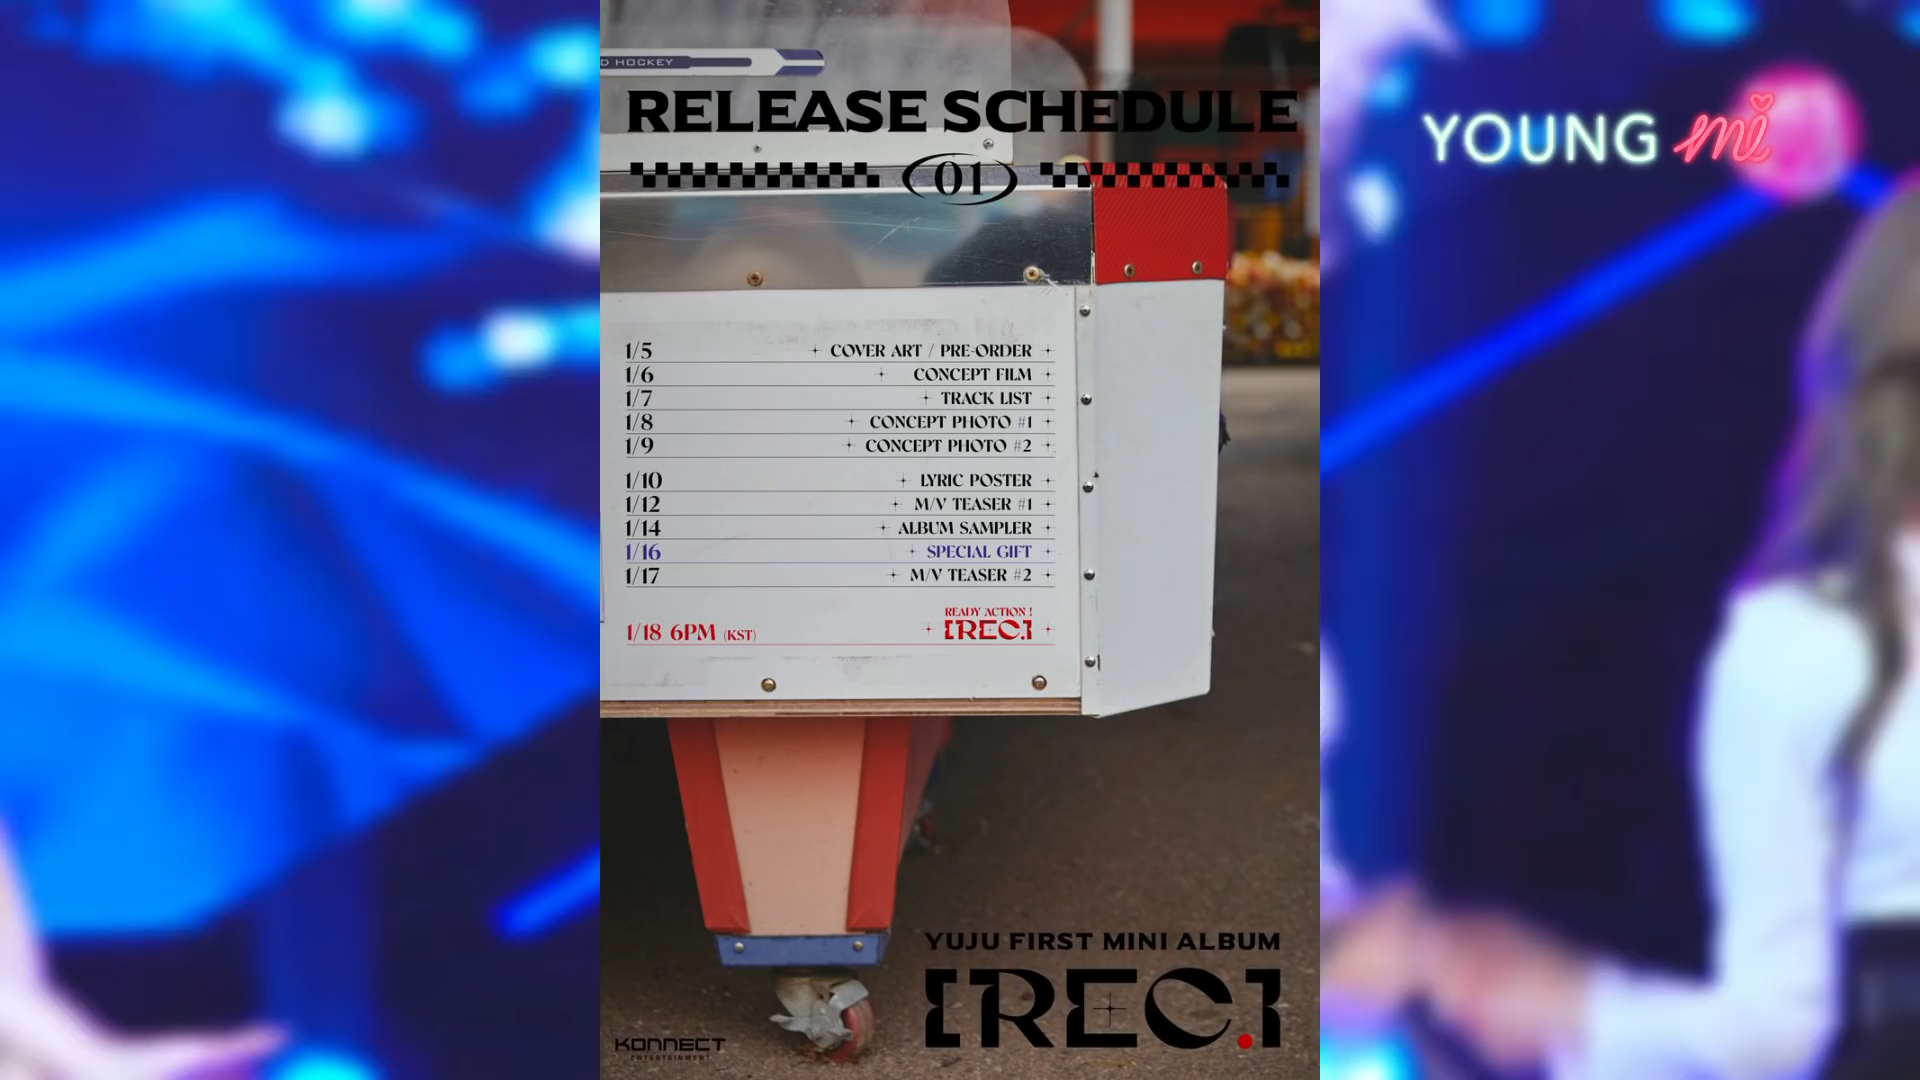 D HOCKEY
RELEASE SCHEDULE
01
YOUNG mi
1/5 COVER ART / PRE-ORDER
1/6 CONCEPT FILM
1/7 TRACK LIST
1/8 CONCEPT PHOTO #1
1/9 CONCEPT PHOTO #2
1/10 LYRIC POSTER
1/12 M/V TEASER #1
1/14 ALBUM SAMPLER
1/16 SPECIAL GIFT
1/17 M/V TEASER #2
READY ACTION !
1/18 6PM (KST) [REC.]
YUJU FIRST MINI ALBUM
[REC.]
KONNECT
ENTERTAINMENT